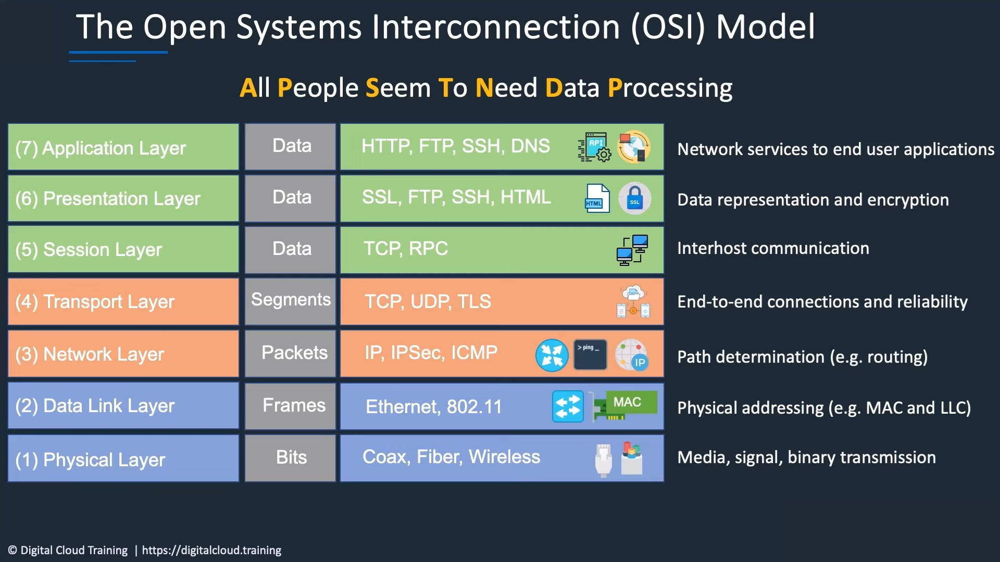 The Open Systems Interconnection (OSI) Model
All People Seem To Need Data Processing
(7) Application Layer
Data
HTTP, FTP, SSH, DNS
API
Network services to end user applications
(6) Presentation Layer
Data
SSL, FTP, SSH, HTML
HTML
SSL
Data representation and encryption
(5) Session Layer
Data
TCP, RPC
Interhost communication
(4) Transport Layer
Segments
TCP, UDP, TLS
End-to-end connections and reliability
(3) Network Layer
Packets
IP, IPSec, ICMP
> ping _
IP
Path determination (e.g. routing)
(2) Data Link Layer
Frames
Ethernet, 802.11
MAC
Physical addressing (e.g. MAC and LLC)
(1) Physical Layer
Bits
Coax, Fiber, Wireless
Media, signal, binary transmission
© Digital Cloud Training | https://digitalcloud.training